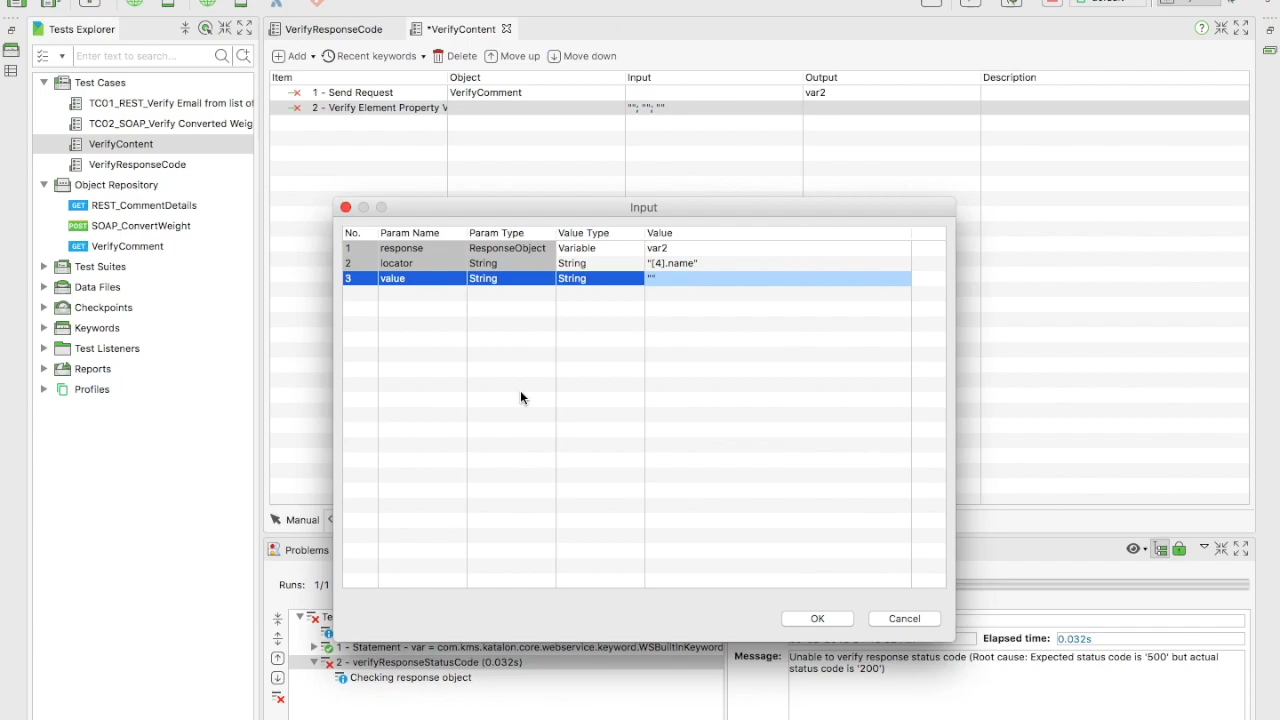 Tests Explorer
VerifyResponseCode
*VerifyContent
Enter text to search...
Add
Recent keywords
Delete
Move up
Move down
Item
Object
Input
Output
Description
1 - Send Request
VerifyComment
var2
2 - Verify Element Property V
""; ""; ""
Test Cases
TC01_REST_Verify Email from list of
TC02_SOAP_Verify Converted Weig
VerifyContent
VerifyResponseCode
Object Repository
GET REST_CommentDetails
POST SOAP_ConvertWeight
GET VerifyComment
Test Suites
Data Files
Checkpoints
Keywords
Test Listeners
Reports
Profiles
Input
No.
Param Name
Param Type
Value Type
Value
1
response
ResponseObject
Variable
var2
2
locator
String
String
"[4].name"
3
value
String
String
""
OK
Cancel
Manual
Problems
Runs: 1/1
Te
1 - Statement - var = com.kms.katalon.core.webservice.keyword.WSBuiltInKeyword
2 - verifyResponseStatusCode (0.032s)
Checking response object
Elapsed time: 0.032s
Message: Unable to verify response status code (Root cause: Expected status code is '500' but actual
status code is '200')